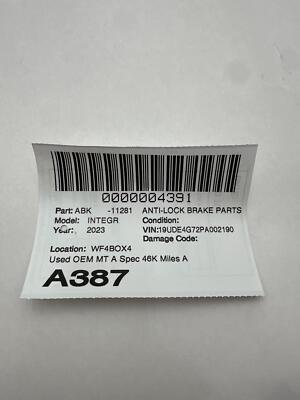 0000004391
Part: ABK -11281 ANTI-LOCK BRAKE PARTS
Model: INTEGR Condition:
Year: 2023 VIN:19UDE4G72PA002190
Damage Code:
Location: WF4BOX4
Used OEM MT A Spec 46K Miles A
A387